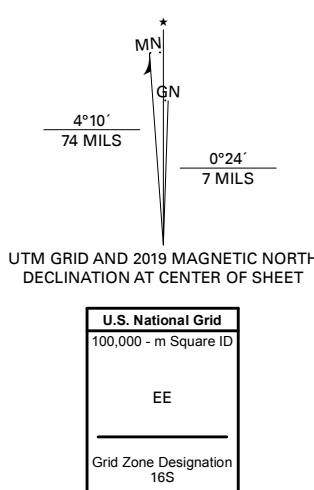 ★
MN
GN
4°10´
74 MILS
0°24´
7 MILS
UTM GRID AND 2019 MAGNETIC NORTH
DECLINATION AT CENTER OF SHEET
U.S. National Grid
100,000 - m Square ID
EE
Grid Zone Designation
16S